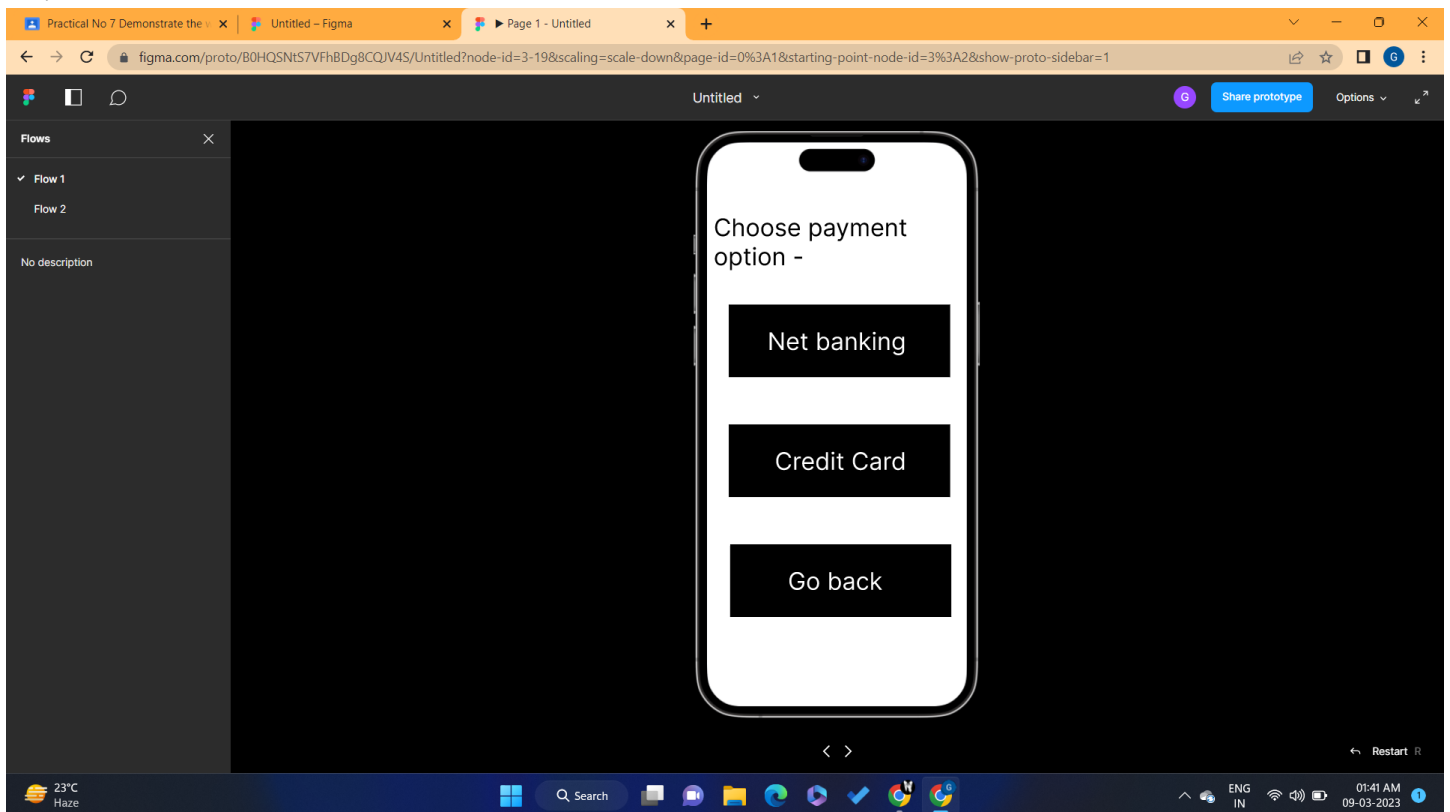 Practical No 7 Demonstrate the
Untitled – Figma
Page 1 - Untitled
figma.com/proto/B0HQSNtS7VFhBDg8CQJV4S/Untitled?node-id=3-19&scaling=scale-down&page-id=0%3A1&starting-point-node-id=3%3A2&show-proto-sidebar=1
G
Untitled
G
Share prototype
Options
Flows
Flow 1
Flow 2
No description
Choose payment
option -
Net banking
Credit Card
Go back
Restart R
23°C
Haze
Search
ENG
IN
01:41 AM
09-03-2023
1